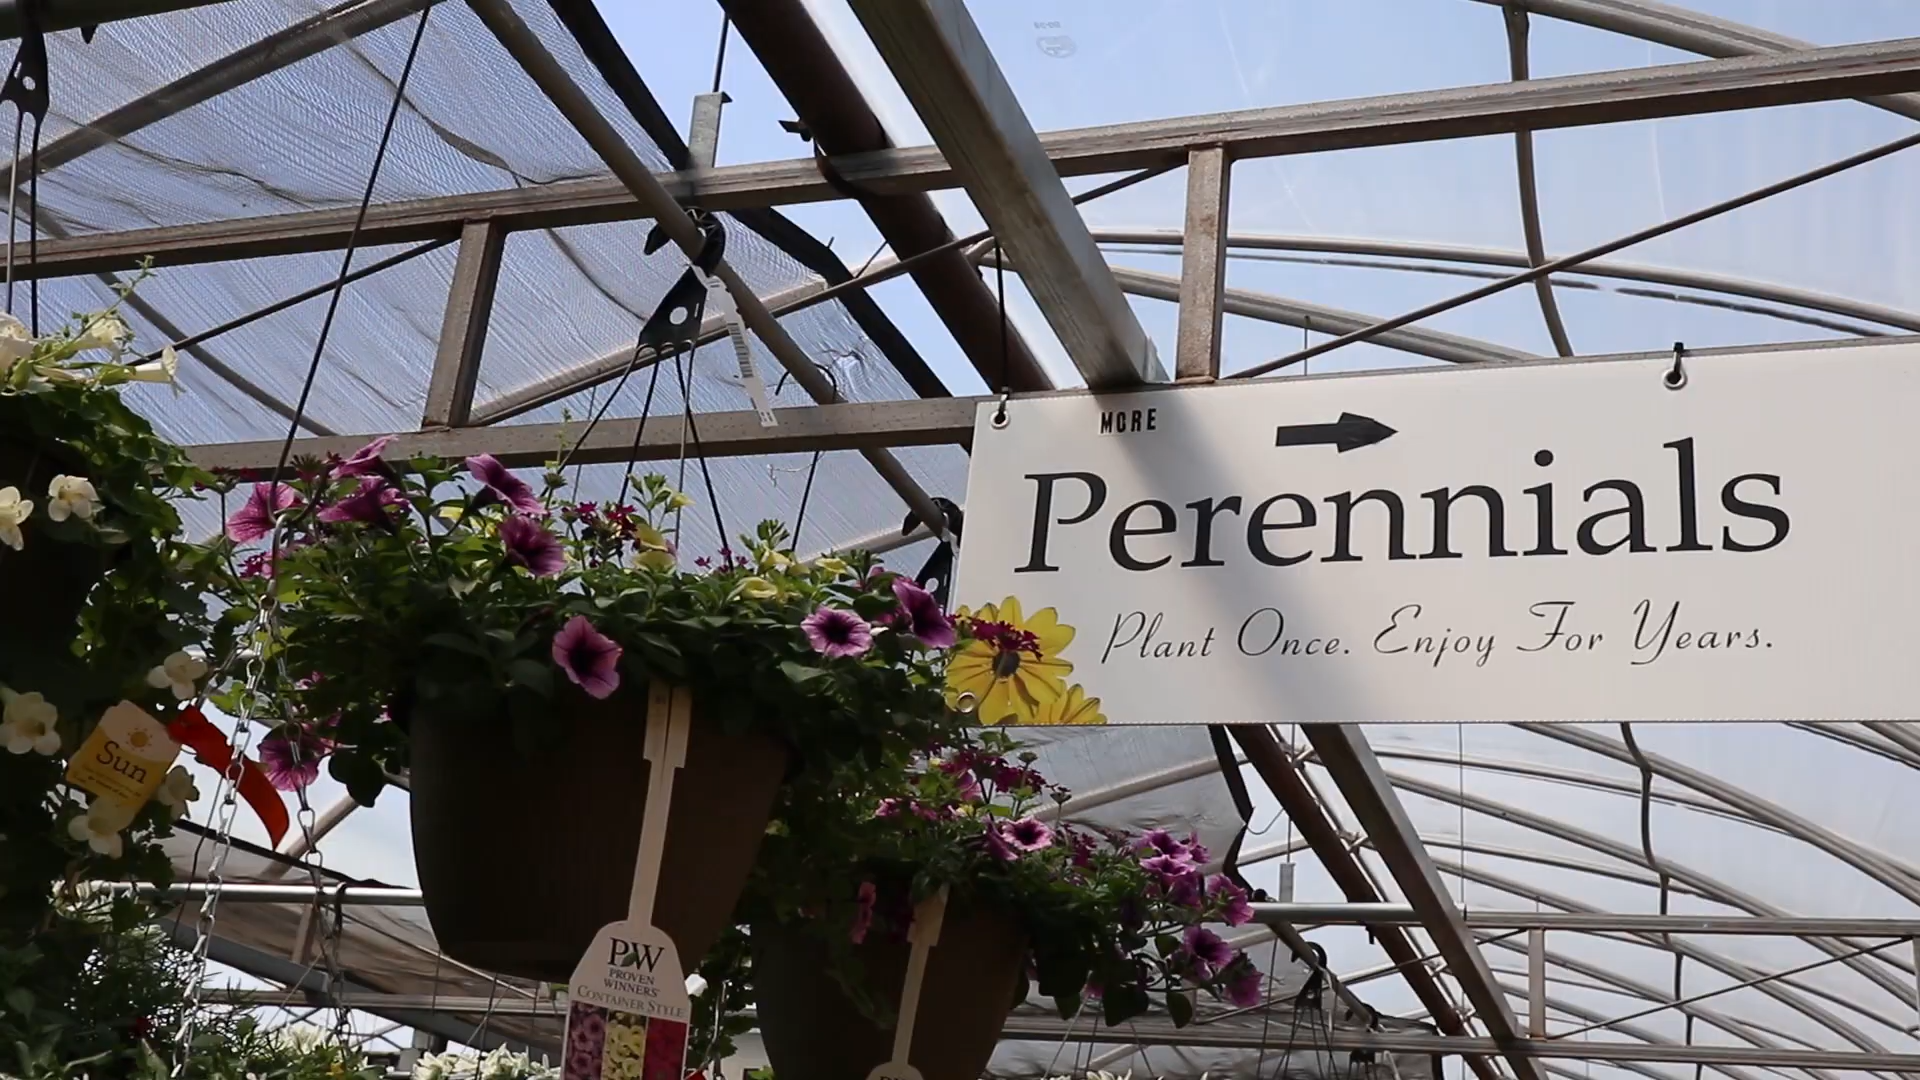 MORE
Perennials
Plant Once. Enjoy For Years.
Sun
PW
PROVEN
WINNERS
CONTAINER STYLE